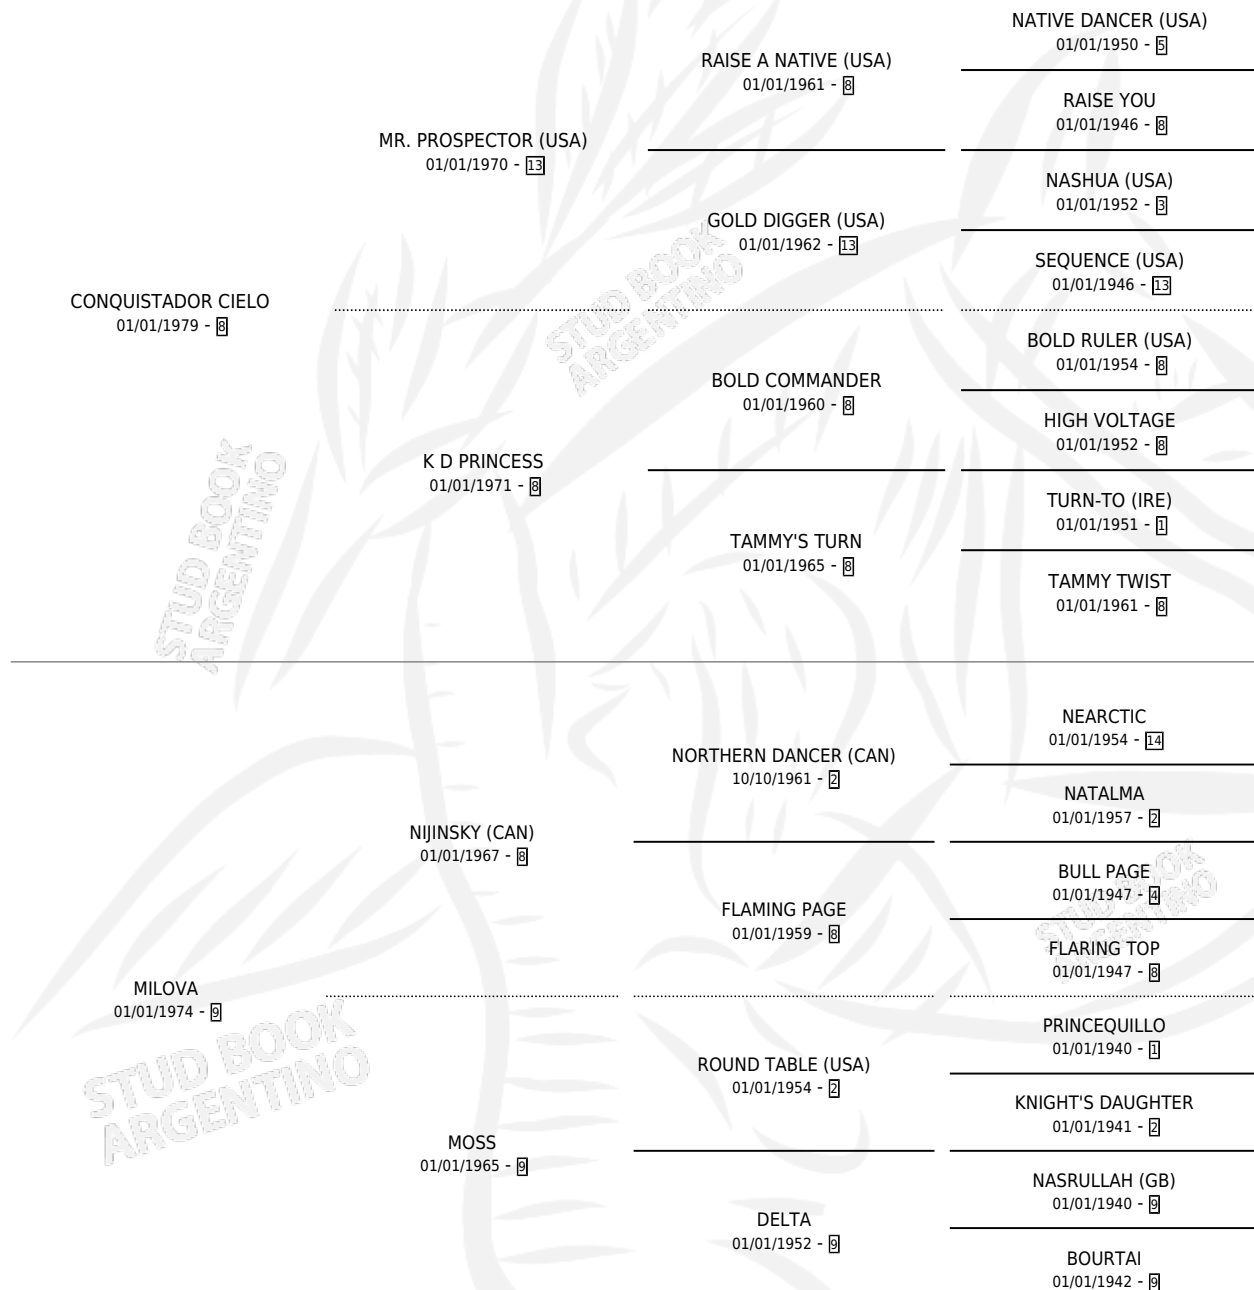 NATIVE DANCER (USA)
01/01/1950 - 5
RAISE A NATIVE (USA)
01/01/1961 - 8
RAISE YOU
01/01/1946 - 8
MR. PROSPECTOR (USA)
01/01/1970 - 13
NASHUA (USA)
01/01/1952 - 3
GOLD DIGGER (USA)
01/01/1962 - 13
SEQUENCE (USA)
01/01/1946 - 13
CONQUISTADOR CIELO
01/01/1979 - 8
STUD BOOK
ARGENTINO
BOLD RULER (USA)
01/01/1954 - 8
BOLD COMMANDER
01/01/1960 - 8
HIGH VOLTAGE
01/01/1952 - 8
K D PRINCESS
01/01/1971 - 8
TURN-TO (IRE)
01/01/1951 - 1
TAMMY'S TURN
01/01/1965 - 8
TAMMY TWIST
01/01/1961 - 8
STUD BOOK
ARGENTINO
NEARCTIC
01/01/1954 - 14
NORTHERN DANCER (CAN)
10/10/1961 - 2
NATALMA
01/01/1957 - 2
NIJINSKY (CAN)
01/01/1967 - 8
BULL PAGE
01/01/1947 - 4
FLAMING PAGE
01/01/1959 - 8
FLARING TOP
01/01/1947 - 8
STUD BOOK
ARGENTINO
MILOVA
01/01/1974 - 9
PRINCEQUILLO
01/01/1940 - 1
ROUND TABLE (USA)
01/01/1954 - 2
KNIGHT'S DAUGHTER
01/01/1941 - 2
STUD BOOK
ARGENTINO
MOSS
01/01/1965 - 9
NASRULLAH (GB)
01/01/1940 - 9
DELTA
01/01/1952 - 9
BOURTAI
01/01/1942 - 9